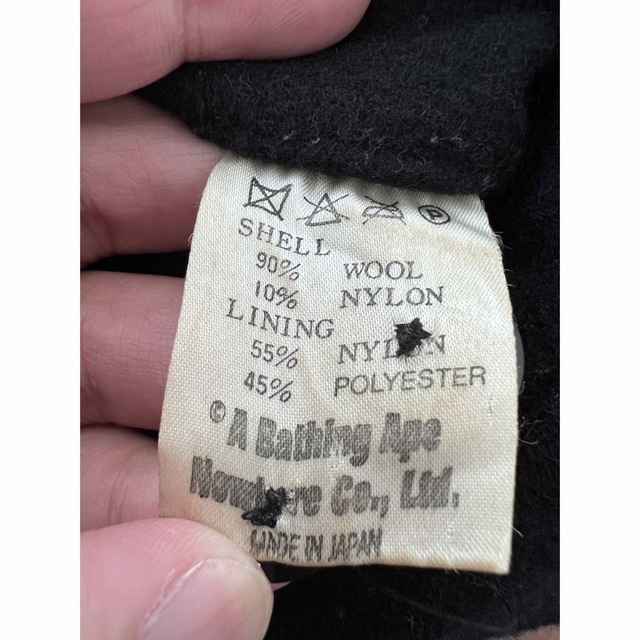 P
SHELL
90% WOOL
10% NYLON
LINING
55% NYLON
45% POLYESTER
© A Bathing Ape
Nowhere Co., Ltd.
MADE IN JAPAN